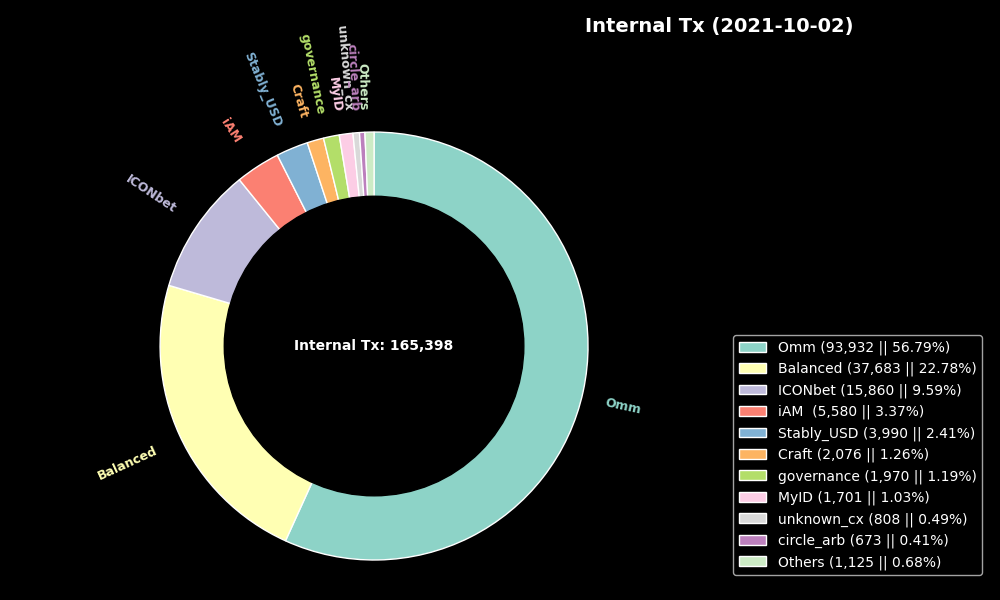 Internal Tx (2021-10-02)
Others
circle_arb
unknown_cx
MyID
governance
Craft
Stably_USD
iAM
ICONbet
Balanced
Omm
Internal Tx: 165,398
Omm (93,932 || 56.79%)
Balanced (37,683 || 22.78%)
ICONbet (15,860 || 9.59%)
iAM  (5,580 || 3.37%)
Stably_USD (3,990 || 2.41%)
Craft (2,076 || 1.26%)
governance (1,970 || 1.19%)
MyID (1,701 || 1.03%)
unknown_cx (808 || 0.49%)
circle_arb (673 || 0.41%)
Others (1,125 || 0.68%)